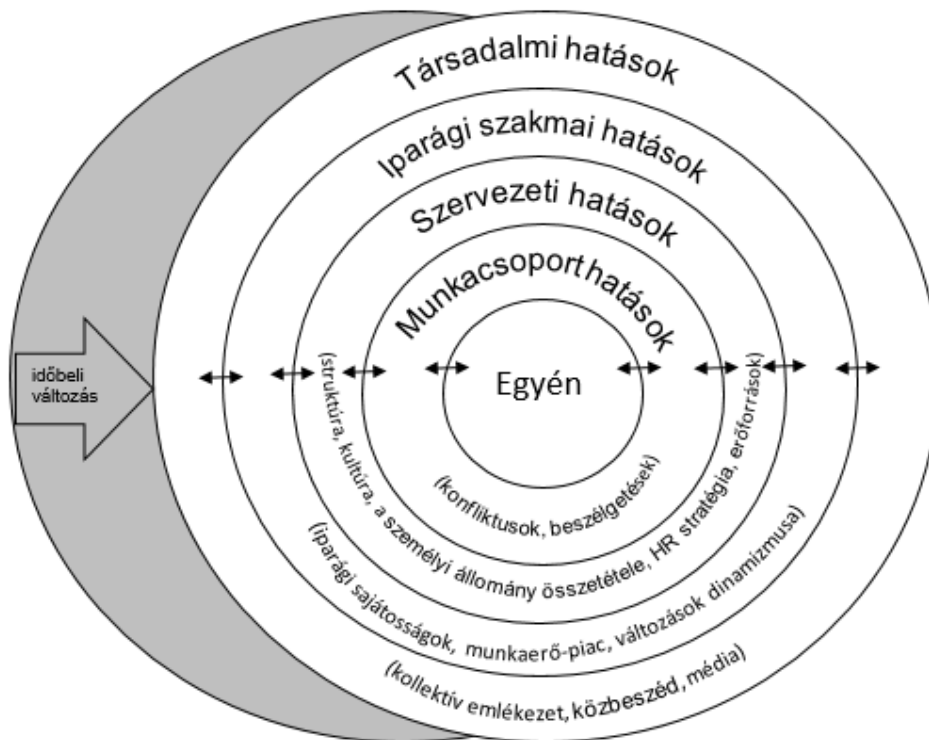 Társadalmi hatások
Iparági szakmai hatások
Szervezeti hatások
Munkacsoport hatások
Egyén
időbeli
változás
(konfliktusok, beszélgetések)
(struktúra, kultúra, a személyi állomány összetétele, HR stratégia, erőforrások)
(iparági sajátosságok, munkaerő-piac, változások dinamizmusa)
(kollektív emlékezet, közbeszéd, média)